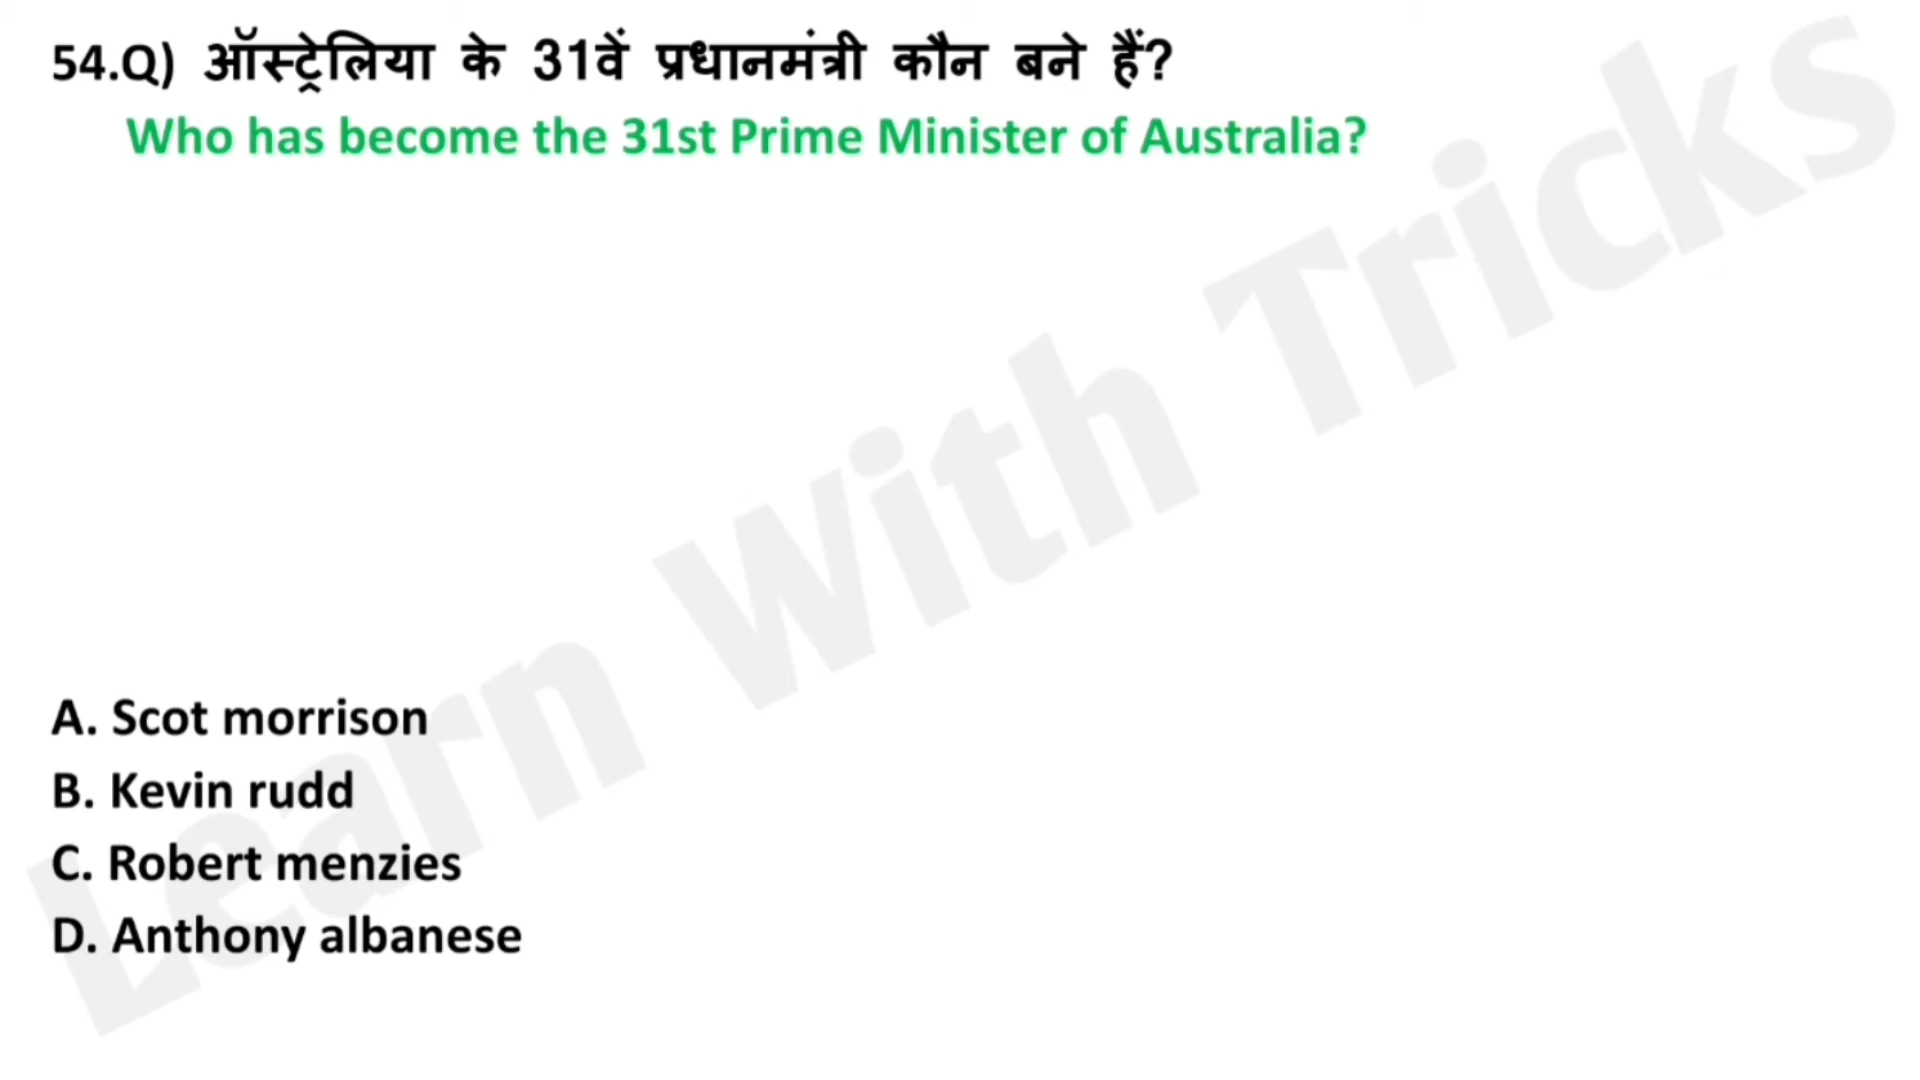 54.Q) ऑस्ट्रेलिया के 31वें प्रधानमंत्री कौन बने हैं?
Who has become the 31st Prime Minister of Australia?
A. Scot morrison
B. Kevin rudd
C. Robert menzies
D. Anthony albanese
Learn With Tricks